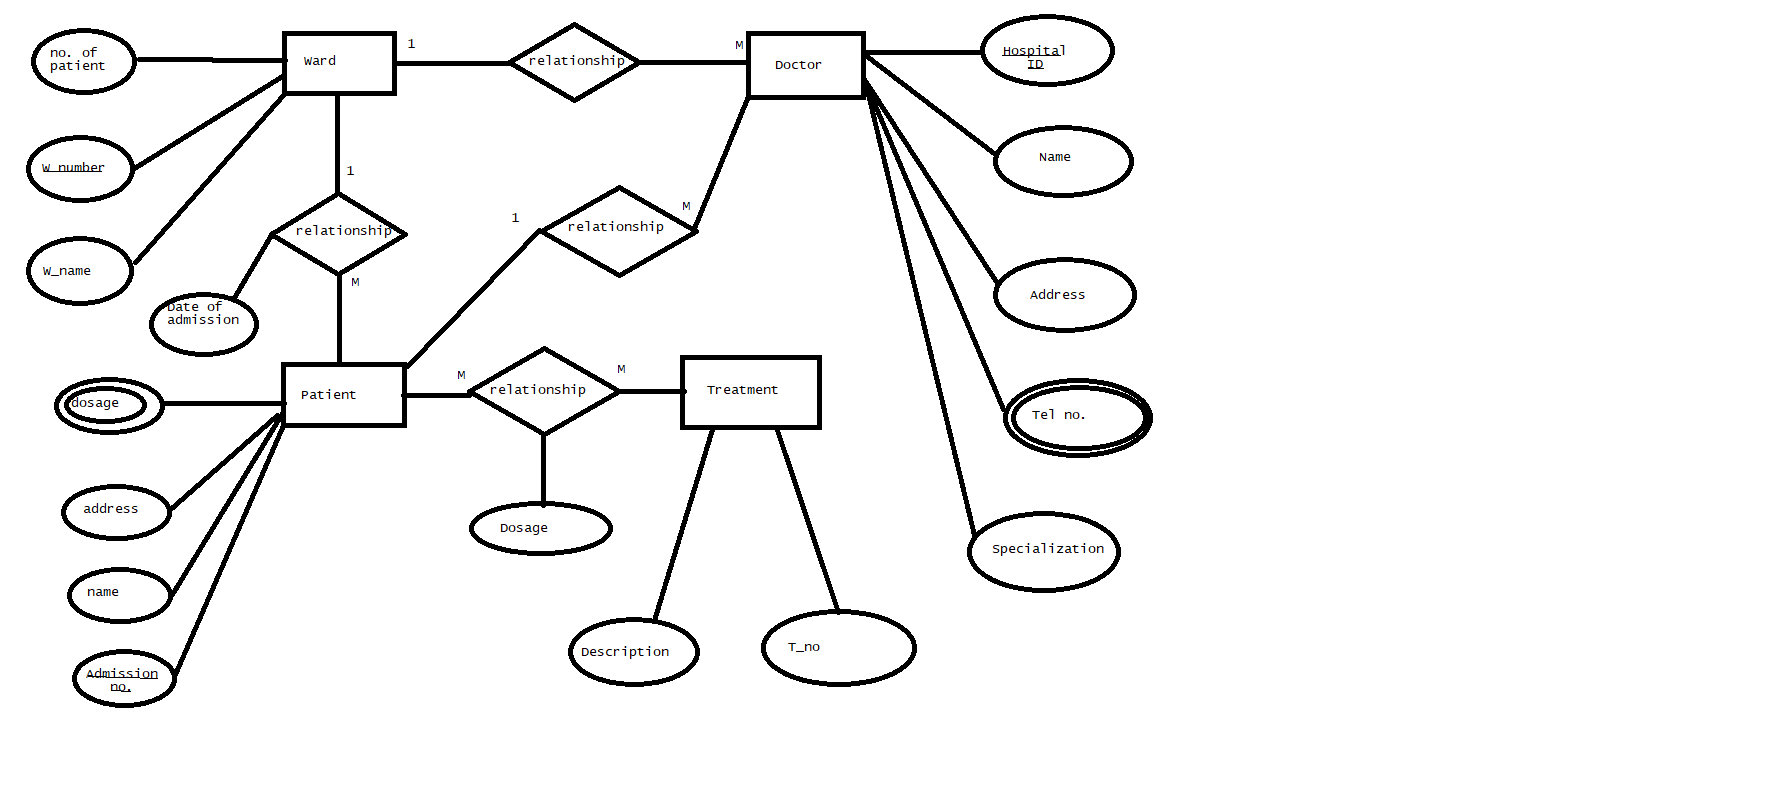 no. of
patient
Ward
1
relationship
M
Doctor
Hospital
ID
W_number
1
Name
W_name
relationship
1
relationship
M
Date of
admission
M
Address
dosage
Patient
M
relationship
M
Treatment
Tel no.
address
Dosage
Specialization
name
Description
T_no
Admission
no.